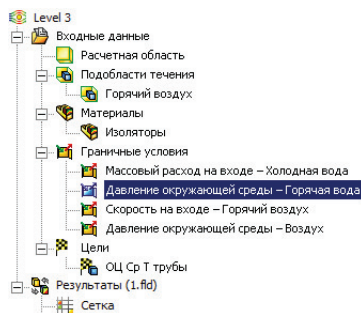 Level 3
Входные данные
Расчетная область
Подобласти течения
Горячий воздух
Материалы
Изоляторы
Граничные условия
Массовый расход на входе – Холодная вода
Давление окружающей среды – Горячая вода
Скорость на входе – Горячий воздух
Давление окружающей среды – Воздух
Цели
ОЦ Ср Т трубы
Результаты (1.fld)
Сетка